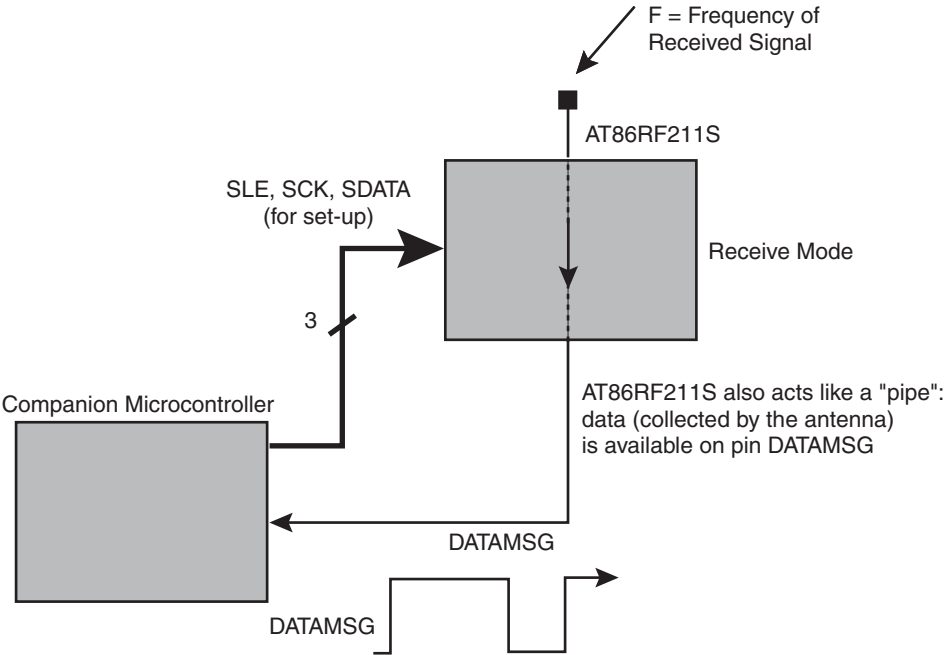 F = Frequency of
Received Signal
AT86RF211S
SLE, SCK, SDATA
(for set-up)
Receive Mode
3
AT86RF211S also acts like a "pipe":
data (collected by the antenna)
is available on pin DATAMSG
Companion Microcontroller
DATAMSG
DATAMSG